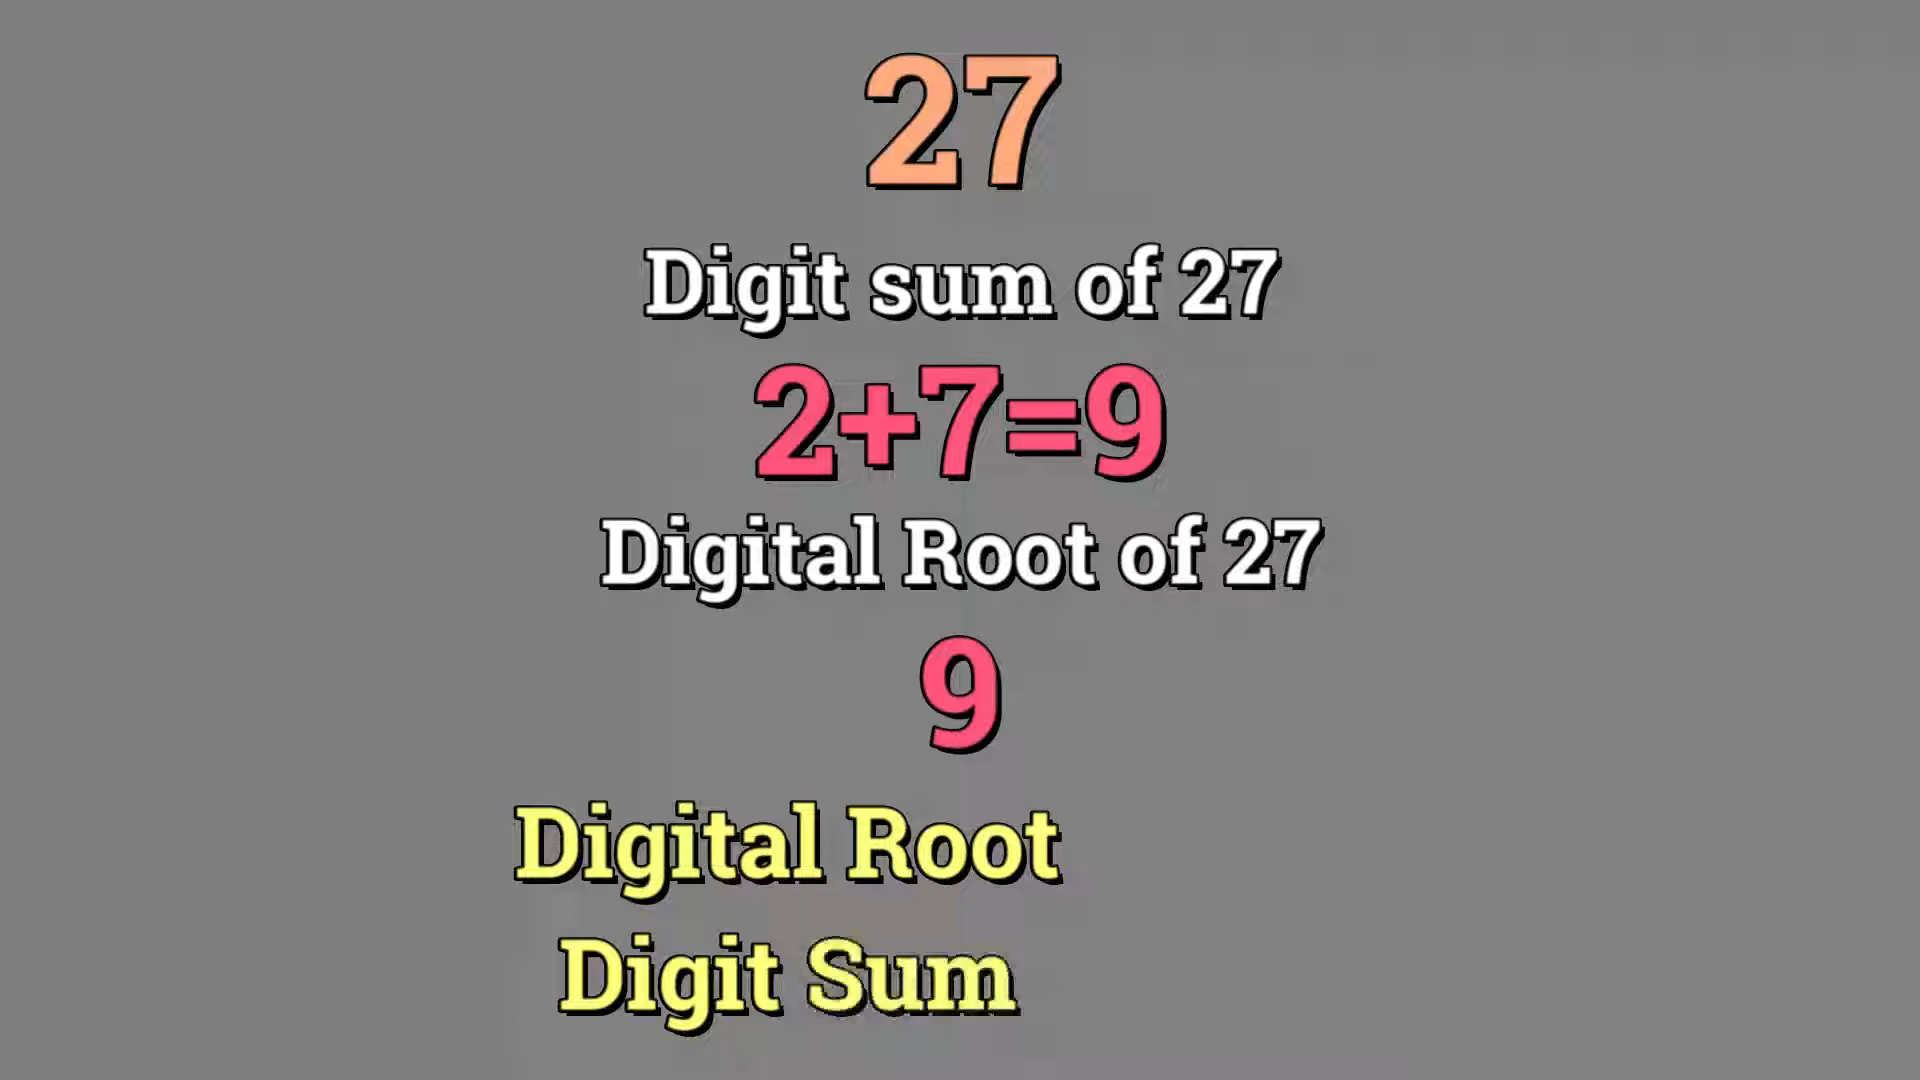 27
Digit sum of 27
2+7=9
Digital Root of 27
9
Digital Root
Digit Sum